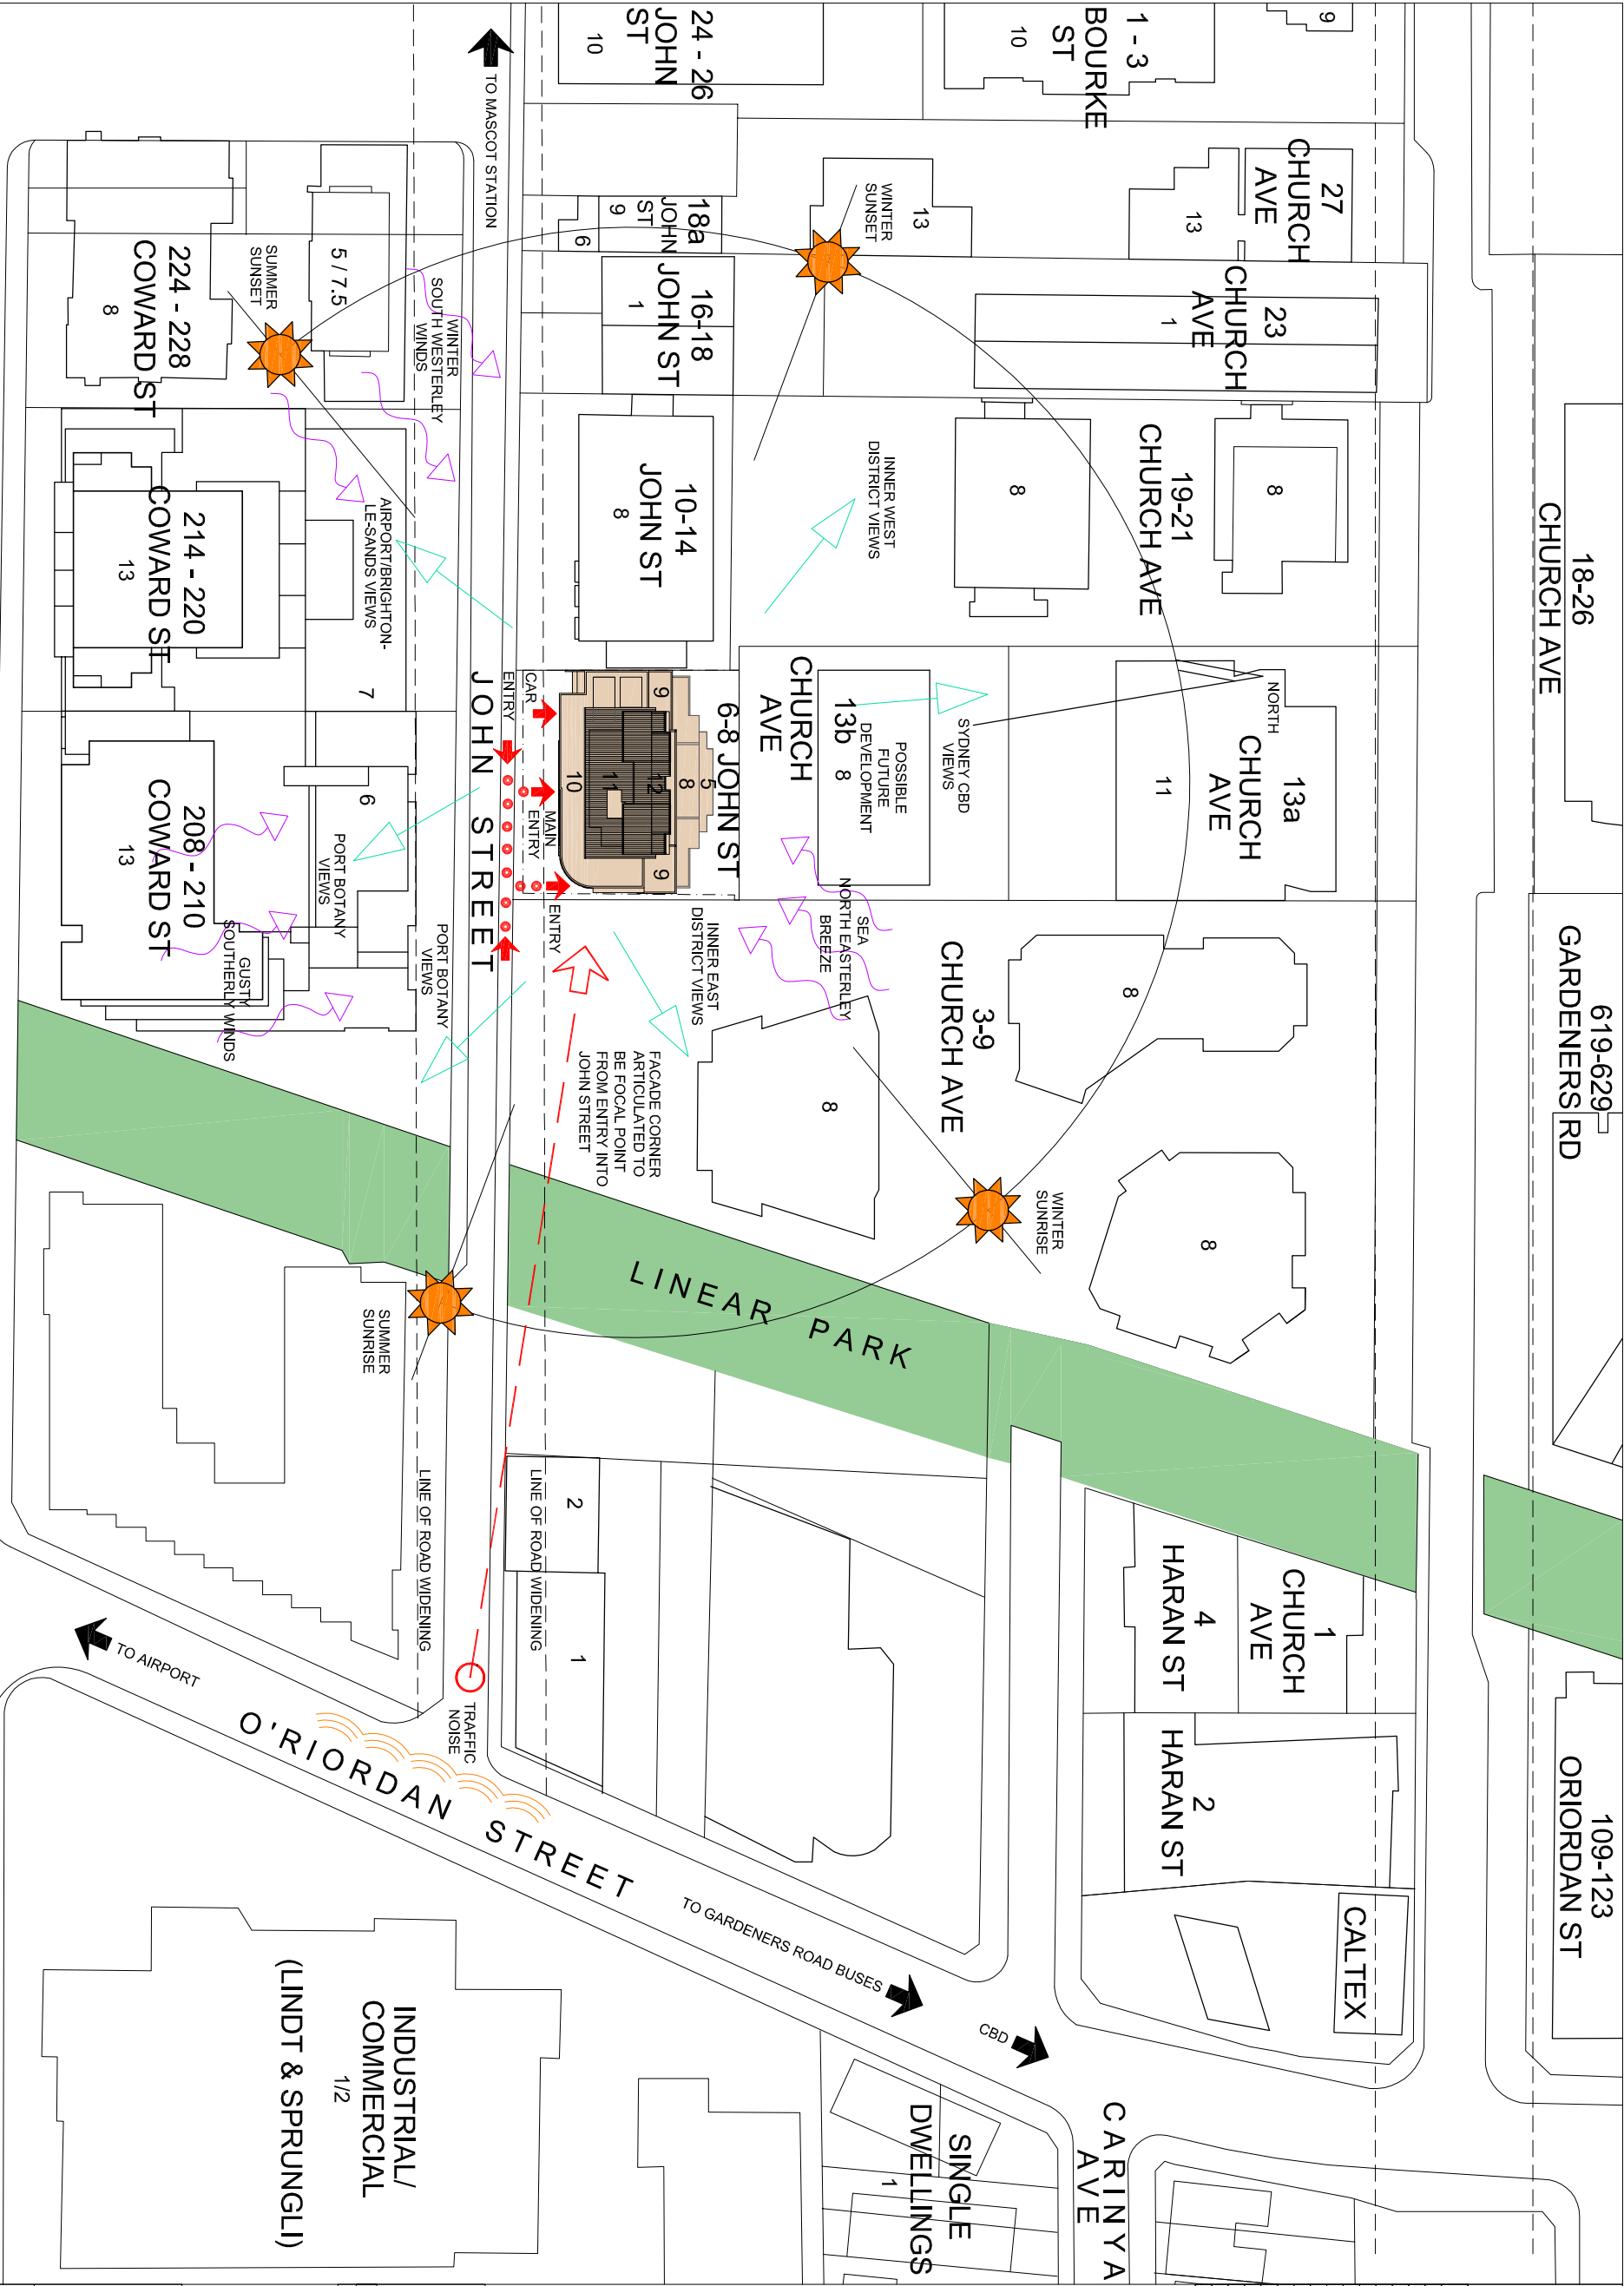 18-26
CHURCH AVE
619-629
GARDENERS RD
109-123
ORIORDAN ST
9
1 - 3
BOURKE
ST
10
27
CHURCH
AVE
13
13
WINTER
SUNSET
23
CHURCH
AVE
1
19-21
CHURCH AVE
8
8
13a
CHURCH
AVE
11
NORTH
3-9
CHURCH AVE
8
8
8
WINTER
SUNRISE
1
CHURCH
AVE
4
HARAN ST
2
HARAN ST
CALTEX
CARINYA
AVE
24 - 26
JOHN
ST
10
18a
JOHN
ST
9
6
16-18
JOHN ST
1
10-14
JOHN ST
8
INNER WEST
DISTRICT VIEWS
SYDNEY CBD
VIEWS
POSSIBLE
FUTURE
DEVELOPMENT
13b
8
CHURCH
AVE
6-8 JOHN ST
5
8
9
12
11
10
9
CAR
ENTRY
MAIN
ENTRY
ENTRY
SEA
NORTH EASTERLEY
BREEZE
INNER EAST
DISTRICT VIEWS
FACADE CORNER
ARTICULATED TO
BE FOCAL POINT
FROM ENTRY INTO
JOHN STREET
LINEAR PARK
2
1
LINE OF ROAD WIDENING
TO MASCOT STATION
JOHN STREET
LINE OF ROAD WIDENING
TRAFFIC
NOISE
WINTER
SOUTH WESTERLEY
WINDS
5 / 7.5
SUMMER
SUNSET
224 - 228
COWARD ST
8
AIRPORT/BRIGHTON-
LE-SANDS VIEWS
214 - 220
COWARD ST
13
7
208 - 210
COWARD ST
13
6
PORT BOTANY
VIEWS
PORT BOTANY
VIEWS
GUSTY
SOUTHERLY WINDS
SUMMER
SUNRISE
TO AIRPORT
O'RIORDAN STREET
TO GARDENERS ROAD BUSES
CBD
SINGLE
DWELLINGS
1
INDUSTRIAL/
COMMERCIAL
1/2
(LINDT & SPRUNGLI)